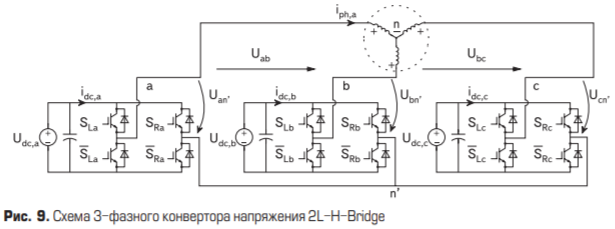 i_ph,a
n
U_ab
U_bc
a
b
c
i_dc,a
U_an'
i_dc,b
U_bn'
i_dc,c
U_cn'
S_La
S_Ra
S_Lb
S_Rb
S_Lc
S_Rc
U_dc,a
U_dc,b
U_dc,c
S̅_La
S̅_Ra
S̅_Lb
S̅_Rb
S̅_Lc
S̅_Rc
n'
Рис. 9. Схема 3-фазного конвертора напряжения 2L-H-Bridge